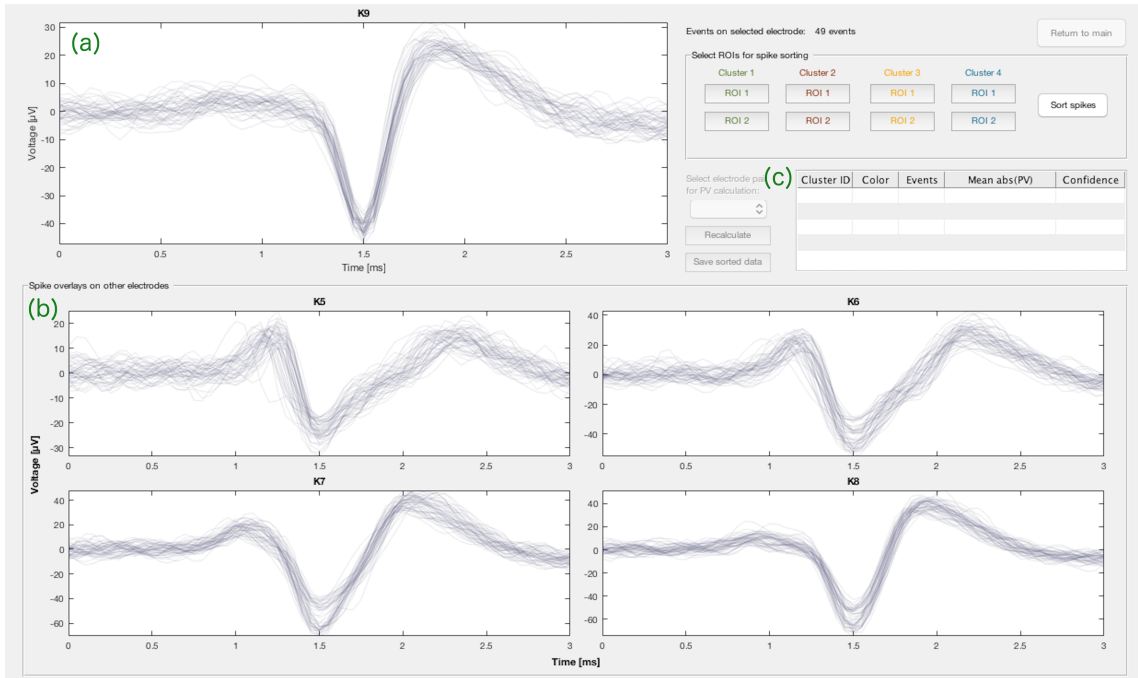 K9
(a)
30
20
10
0
-10
-20
-30
-40
Voltage [µV]
0 0.5 1 1.5 2 2.5 3
Time [ms]
Events on selected electrode: 49 events
Return to main
Select ROIs for spike sorting
Cluster 1 Cluster 2 Cluster 3 Cluster 4
ROI 1 ROI 1 ROI 1 ROI 1
ROI 2 ROI 2 ROI 2 ROI 2
Sort spikes
Select electrode pa
for PV calculation:
Recalculate
Save sorted data
(c)
Cluster ID Color Events Mean abs(PV) Confidence
Spike overlays on other electrodes
(b)
Voltage [µV]
K5
20
10
0
-10
-20
-30
0 0.5 1 1.5 2 2.5 3
K6
40
20
0
-20
-40
0 0.5 1 1.5 2 2.5 3
K7
40
20
0
-20
-40
-60
0 0.5 1 1.5 2 2.5 3
K8
40
20
0
-20
-40
-60
0 0.5 1 1.5 2 2.5 3
Time [ms]